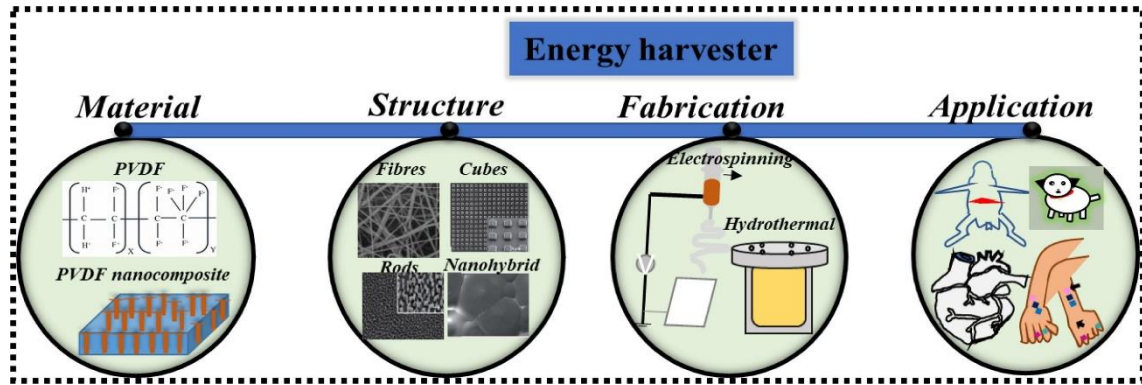 Energy harvester
Material
Structure
Fabrication
Application
PVDF
H⁺ F⁻ F⁻ F⁻ F⁻
C C C C
H⁺ F⁻ F⁻ F⁻
X Y
PVDF nanocomposite
Fibres Cubes
Rods Nanohybrid
Electrospinning
V
Hydrothermal